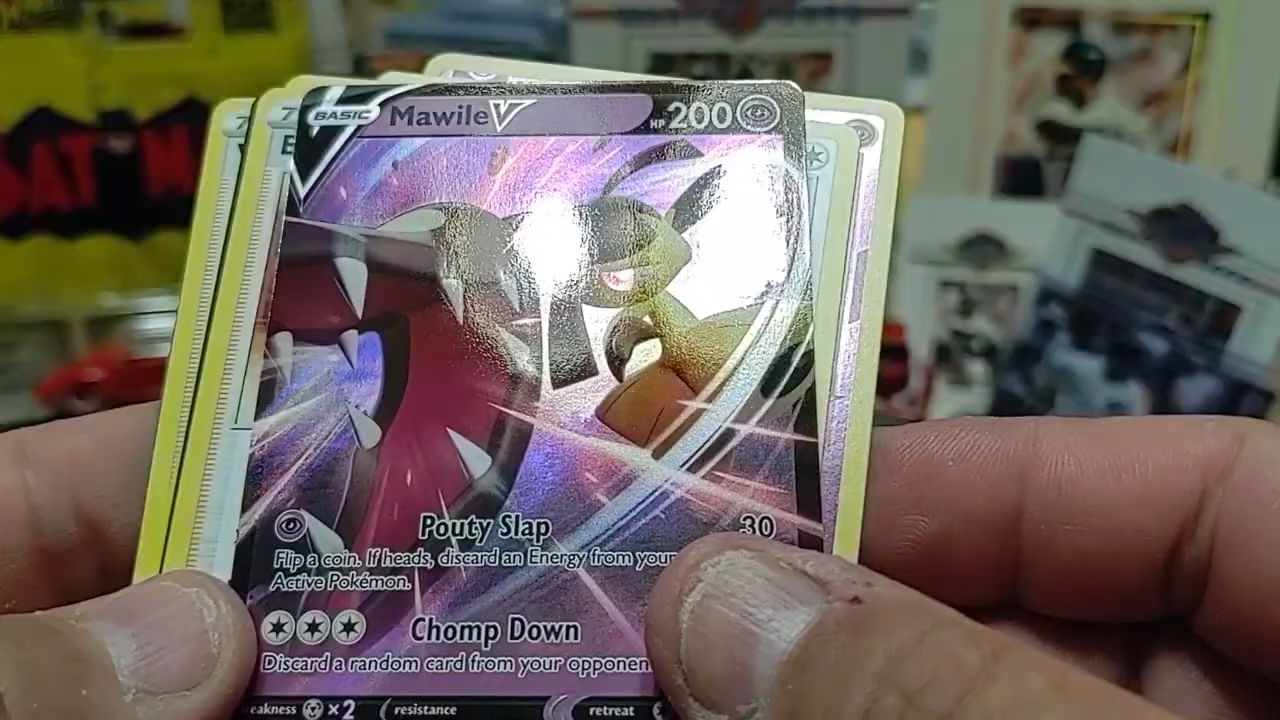 BASIC Mawile V HP 200
Pouty Slap 30
Flip a coin. If heads, discard an Energy from your
Active Pokémon.
Chomp Down
Discard a random card from your opponen
eakness ×2 resistance retreat
BAT M